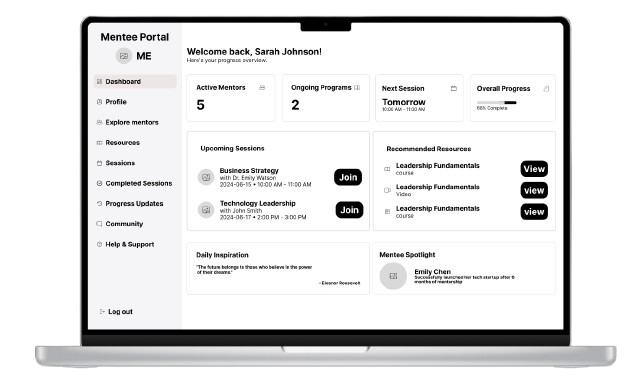 Mentee Portal
ME
Dashboard
Profile
Explore mentors
Resources
Sessions
Completed Sessions
Progress Updates
Community
Help & Support
Log out
Welcome back, Sarah Johnson!
Here's your progress overview.
Active Mentors
5
Ongoing Programs
2
Next Session
Tomorrow
10:00 AM - 11:00 AM
Overall Progress
68% Complete
Upcoming Sessions
Business Strategy
with Dr. Emily Watson
2024-06-15 • 10:00 AM - 11:00 AM
Join
Technology Leadership
with John Smith
2024-06-17 • 2:00 PM - 3:00 PM
Join
Recommended Resources
Leadership Fundamentals
course
View
Leadership Fundamentals
Video
view
Leadership Fundamentals
course
view
Daily Inspiration
"The future belongs to those who believe in the power
of their dreams."
-Eleanor Roosevelt
Mentee Spotlight
Emily Chen
Successfully launched her tech startup after 6
months of mentorship